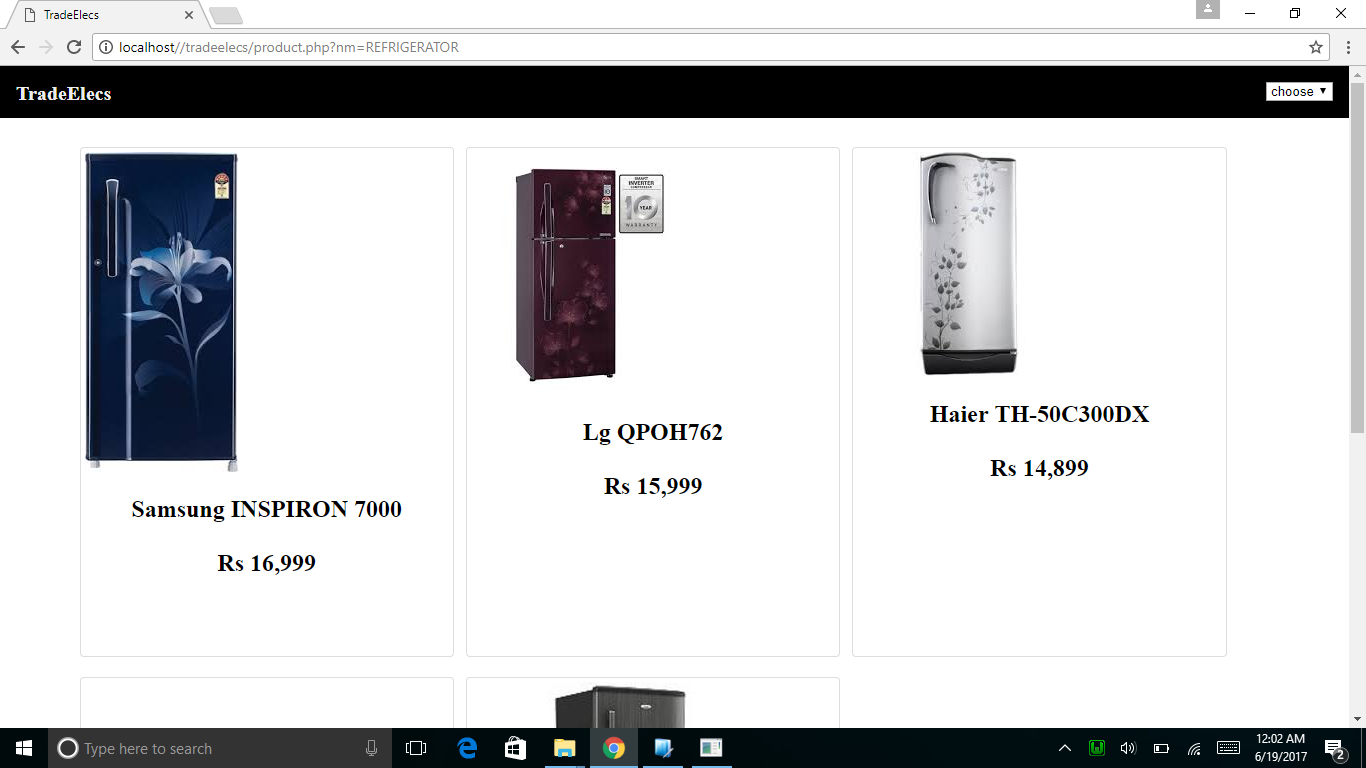 TradeElecs
localhost//tradeelecs/product.php?nm=REFRIGERATOR
TradeElecs
choose
SMART
INVERTER
COMPRESSOR
10
YEAR
WARRANTY
Samsung INSPIRON 7000
Rs 16,999
Lg QPOH762
Rs 15,999
Haier TH-50C300DX
Rs 14,899
Type here to search
12:02 AM
6/19/2017
2